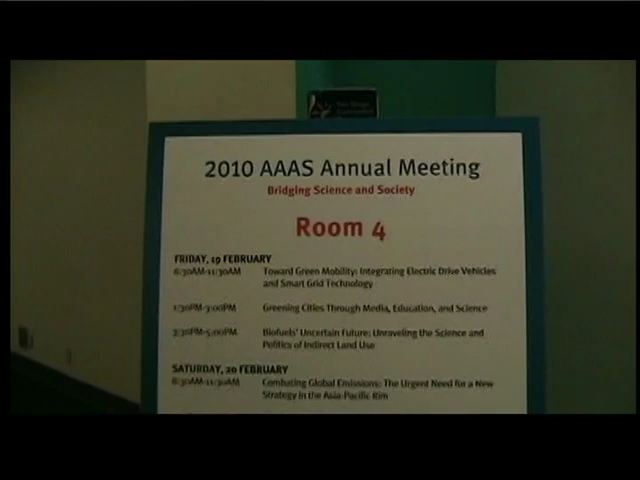 San Diego
2010 AAAS Annual Meeting
Bridging Science and Society
Room 4
FRIDAY, 19 FEBRUARY
8:30AM-11:30AM Toward Green Mobility: Integrating Electric Drive Vehicles
and Smart Grid Technology
1:30PM-3:00PM Greening Cities Through Media, Education, and Science
3:30PM-5:00PM Biofuels' Uncertain Future: Unraveling the Science and
Politics of Indirect Land Use
SATURDAY, 20 FEBRUARY
8:30AM-11:30AM Combating Global Emissions: The Urgent Need for a New
Strategy in the Asia-Pacific Rim